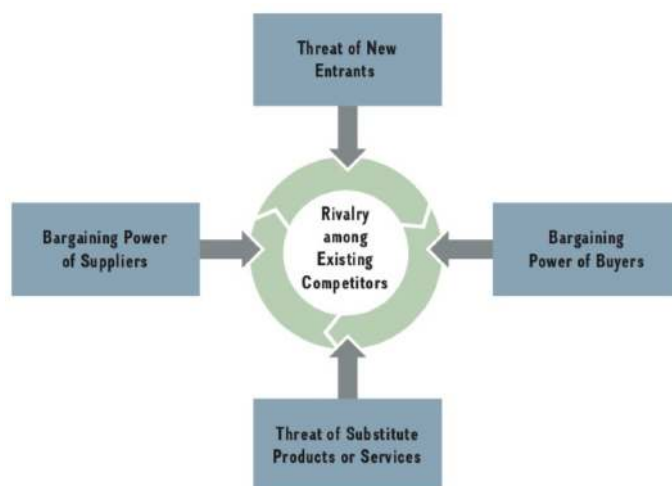 Threat of New
Entrants
Bargaining Power
of Suppliers
Rivalry
among
Existing
Competitors
Bargaining
Power of Buyers
Threat of Substitute
Products or Services